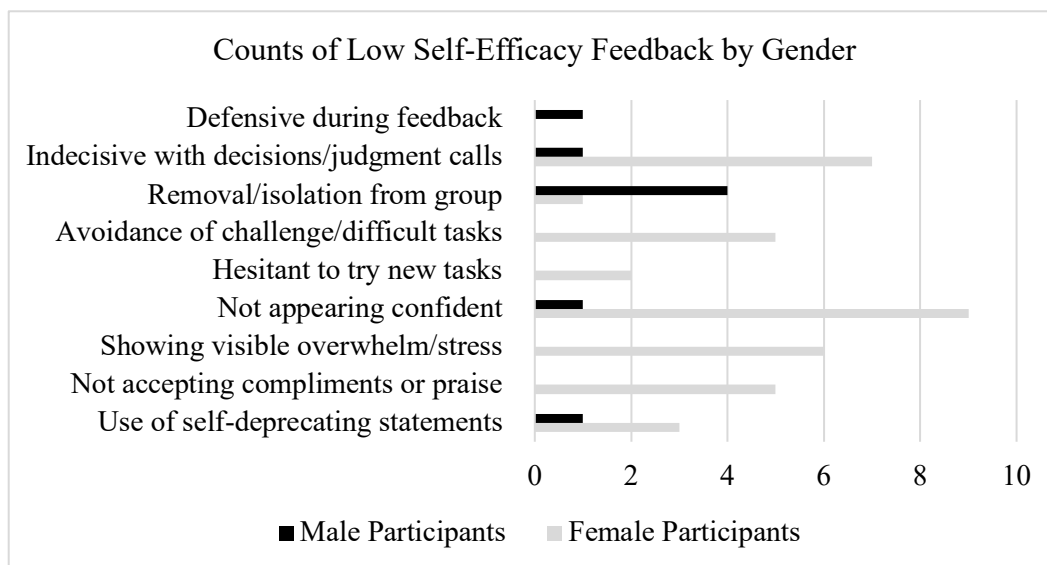 Counts of Low Self-Efficacy Feedback by Gender
Defensive during feedback
Indecisive with decisions/judgment calls
Removal/isolation from group
Avoidance of challenge/difficult tasks
Hesitant to try new tasks
Not appearing confident
Showing visible overwhelm/stress
Not accepting compliments or praise
Use of self-deprecating statements
0 2 4 6 8 10
Male Participants Female Participants